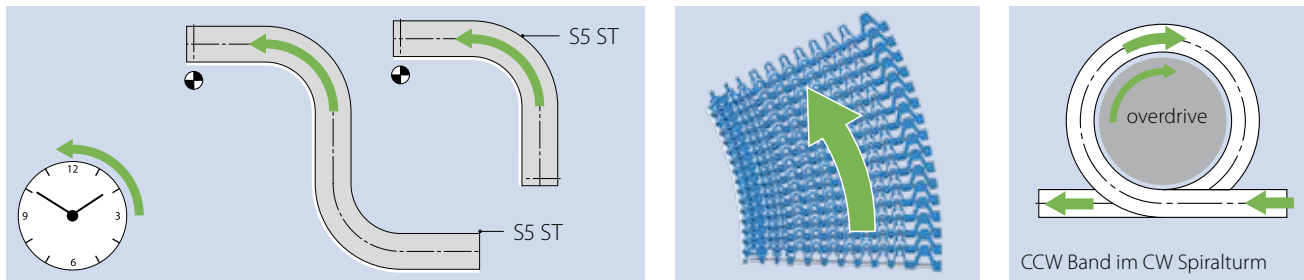 S5 ST
S5 ST
12
3
6
9
overdrive
CCW Band im CW Spiralturm